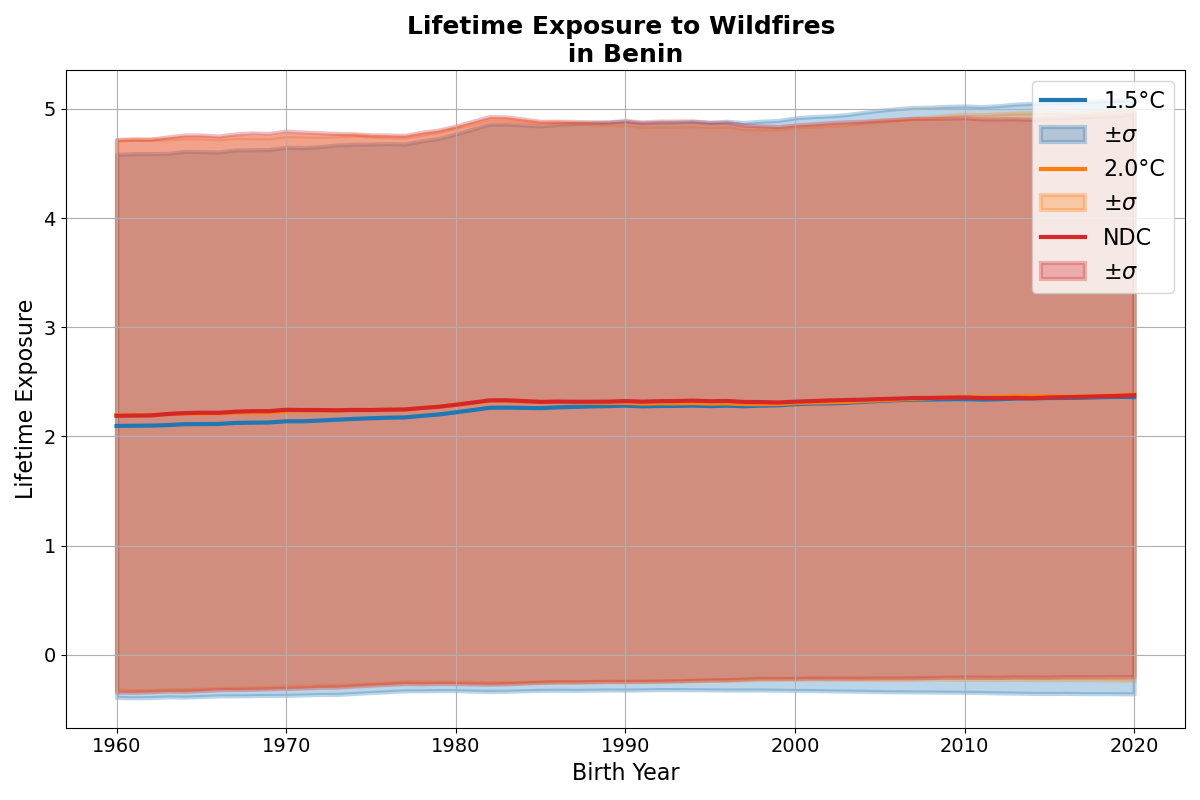 Lifetime Exposure to Wildfires
in Benin
Lifetime Exposure
5
4
3
2
1
0
1.5°C
±σ
2.0°C
±σ
NDC
±σ
1960
1970
1980
1990
2000
2010
2020
Birth Year